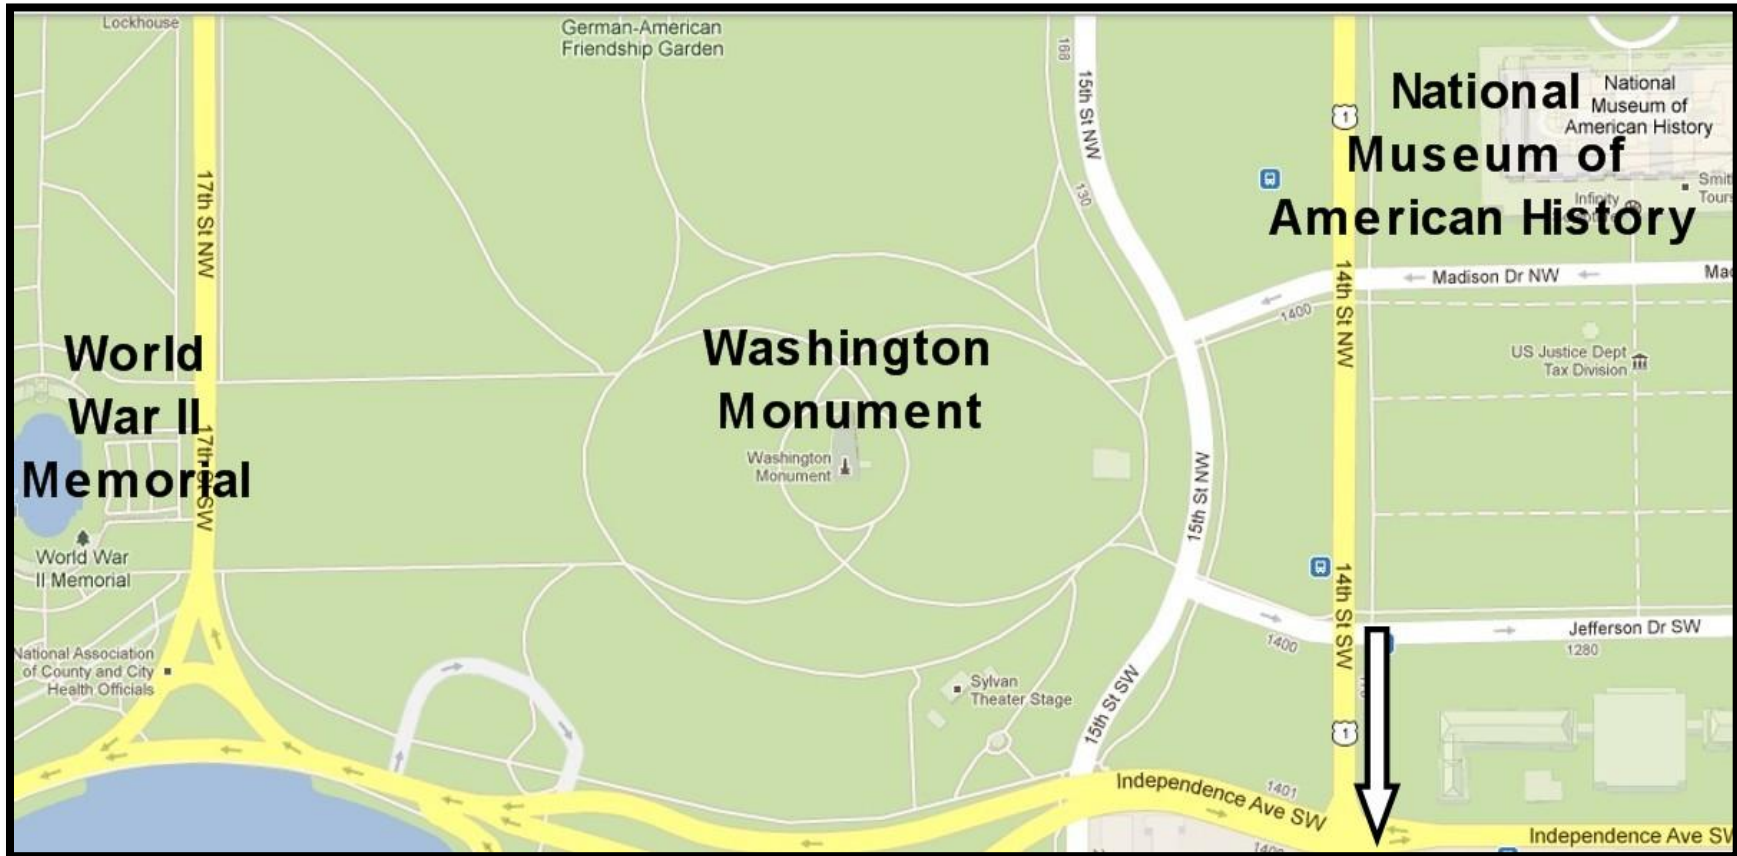 Lockhouse
German-American
Friendship Garden
168
15th St NW
130
1
National
Museum of
American History
National
Museum of
American History
Infinity
17th St NW
14th St NW
Madison Dr NW
1400
US Justice Dept
Tax Division
World
War II
Memorial
Washington
Monument
Washington
Monument
17th St SW
15th St NW
World War
II Memorial
14th St SW
Jefferson Dr SW
1280
1400
National Association
of County and City
Health Officials
Sylvan
Theater Stage
15th St SW
1
Independence Ave SW
1401
Independence Ave SW